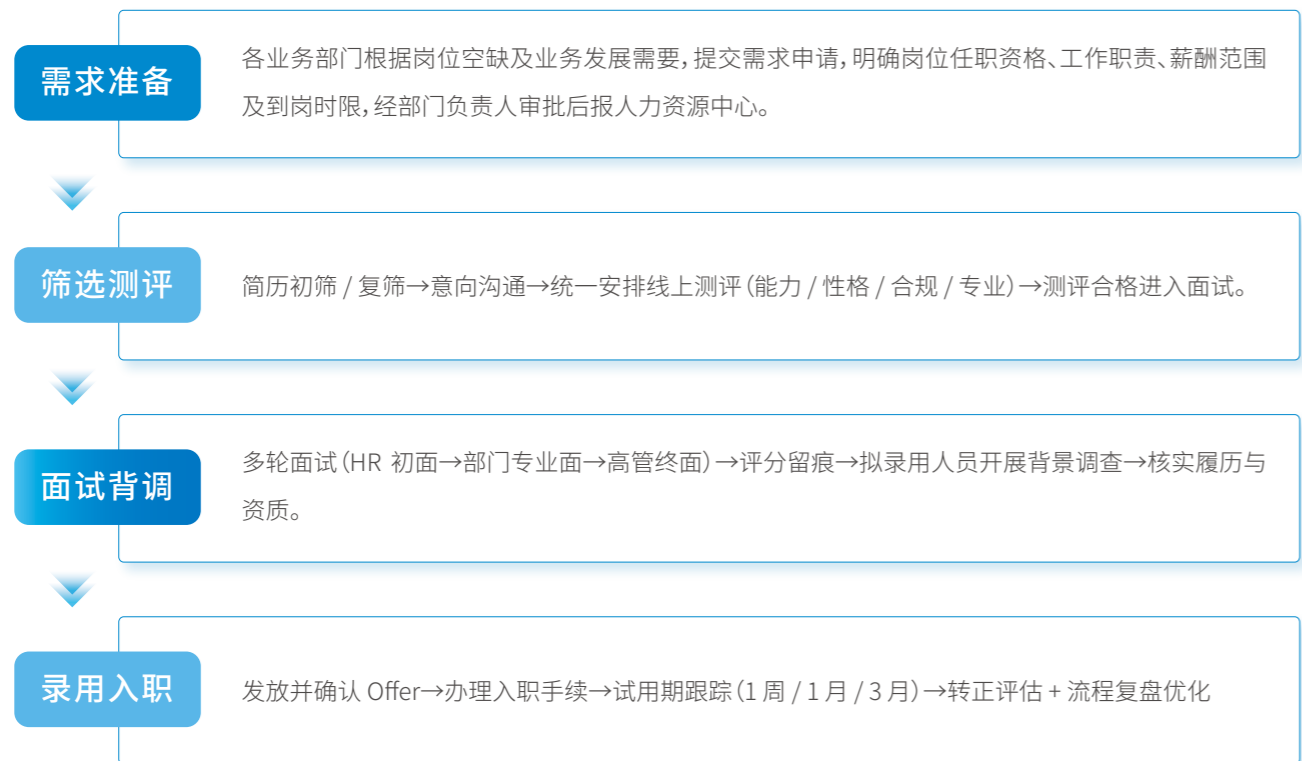 需求准备
各业务部门根据岗位空缺及业务发展需要，提交需求申请，明确岗位任职资格、工作职责、薪酬范围
及到岗时限，经部门负责人审批后报人力资源中心。
筛选测评
简历初筛 / 复筛→意向沟通→统一安排线上测评（能力 / 性格 / 合规 / 专业）→测评合格进入面试。
面试背调
多轮面试（HR 初面→部门专业面→高管终面）→评分留痕→拟录用人员开展背景调查→核实履历与
资质。
录用入职
发放并确认 Offer→办理入职手续→试用期跟踪（1 周 / 1 月 / 3 月）→转正评估 + 流程复盘优化